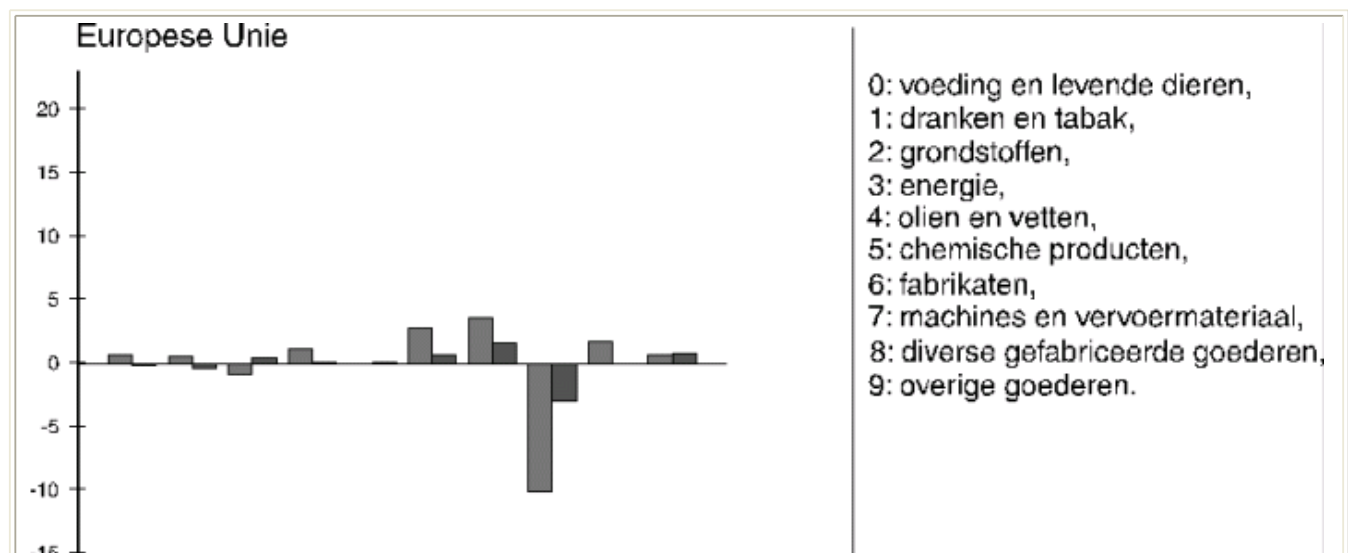 Europese Unie
20
15
10
5
0
-5
-10
-15
0: voeding en levende dieren,
1: dranken en tabak,
2: grondstoffen,
3: energie,
4: olien en vetten,
5: chemische producten,
6: fabrikaten,
7: machines en vervoermateriaal,
8: diverse gefabriceerde goederen,
9: overige goederen.